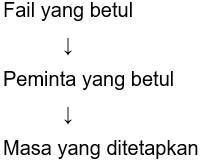 Fail yang betul
↓
Peminta yang betul
↓
Masa yang ditetapkan